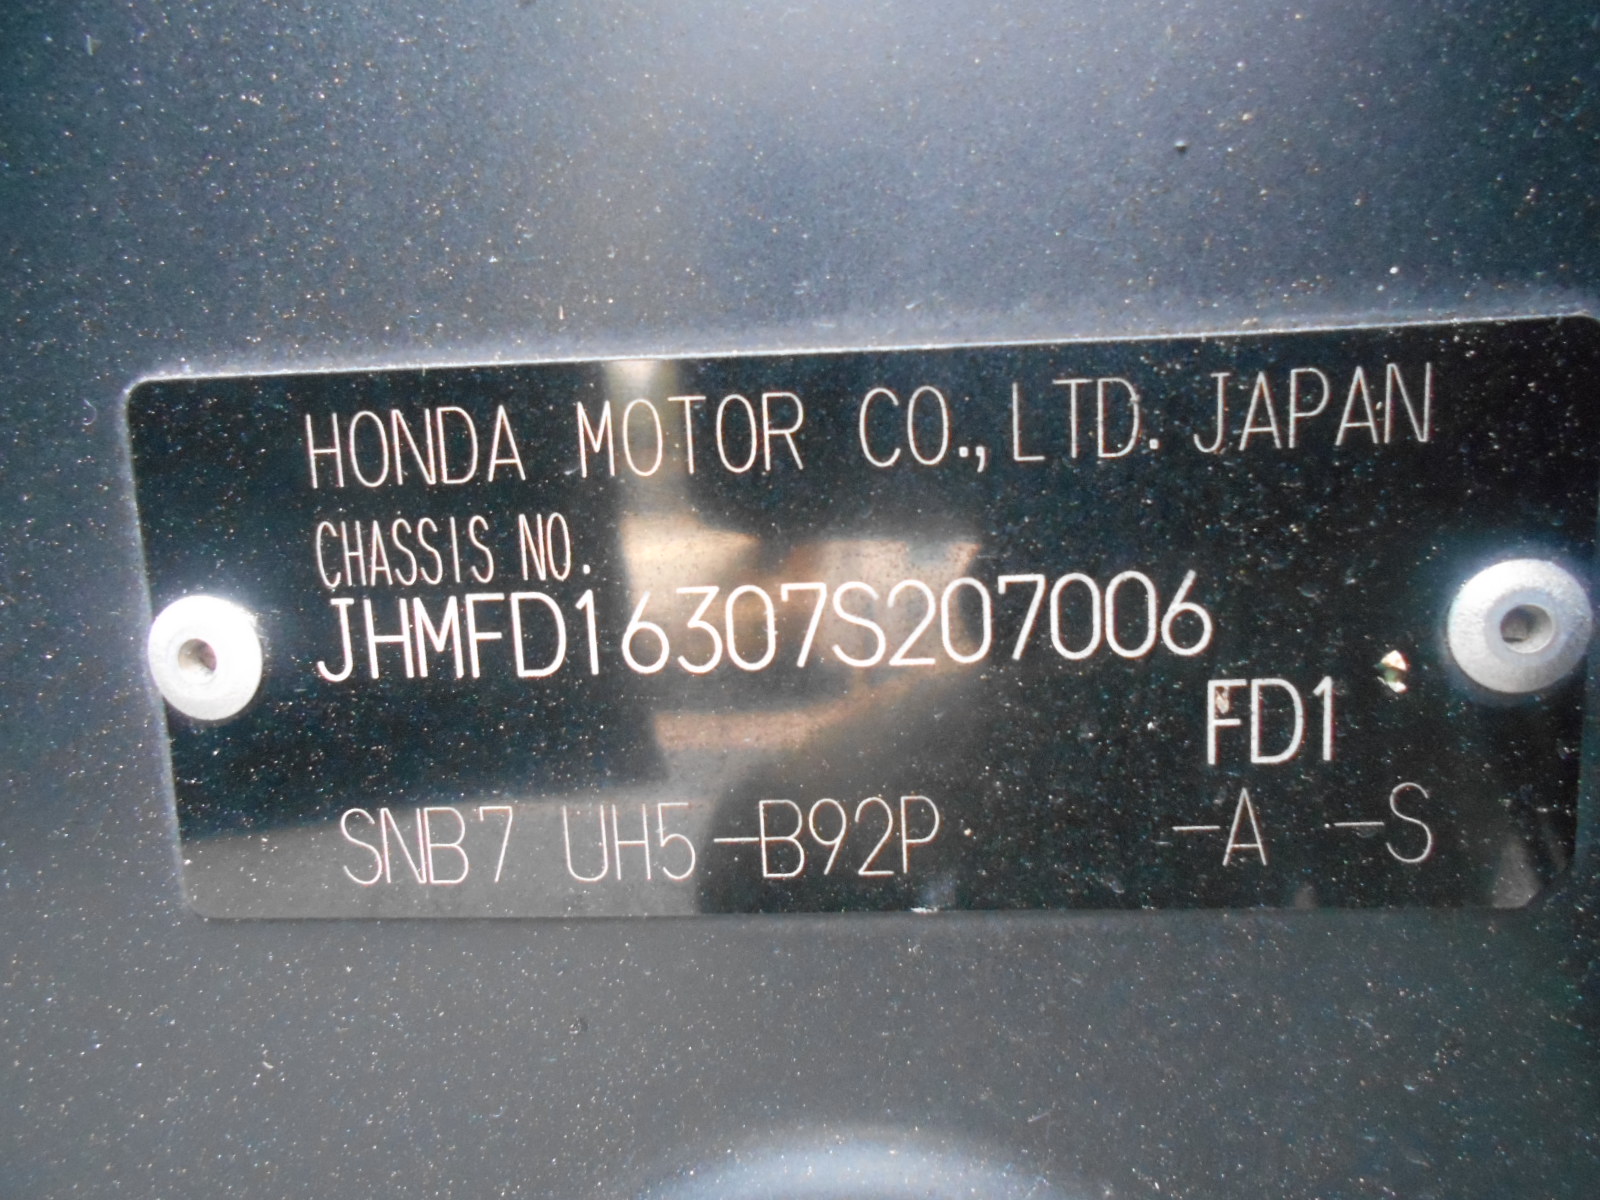 HONDA MOTOR CO., LTD. JAPAN
CHASSIS NO.
JHMFD16307S207006
FD1
SNB7 UH5-B92P -A -S